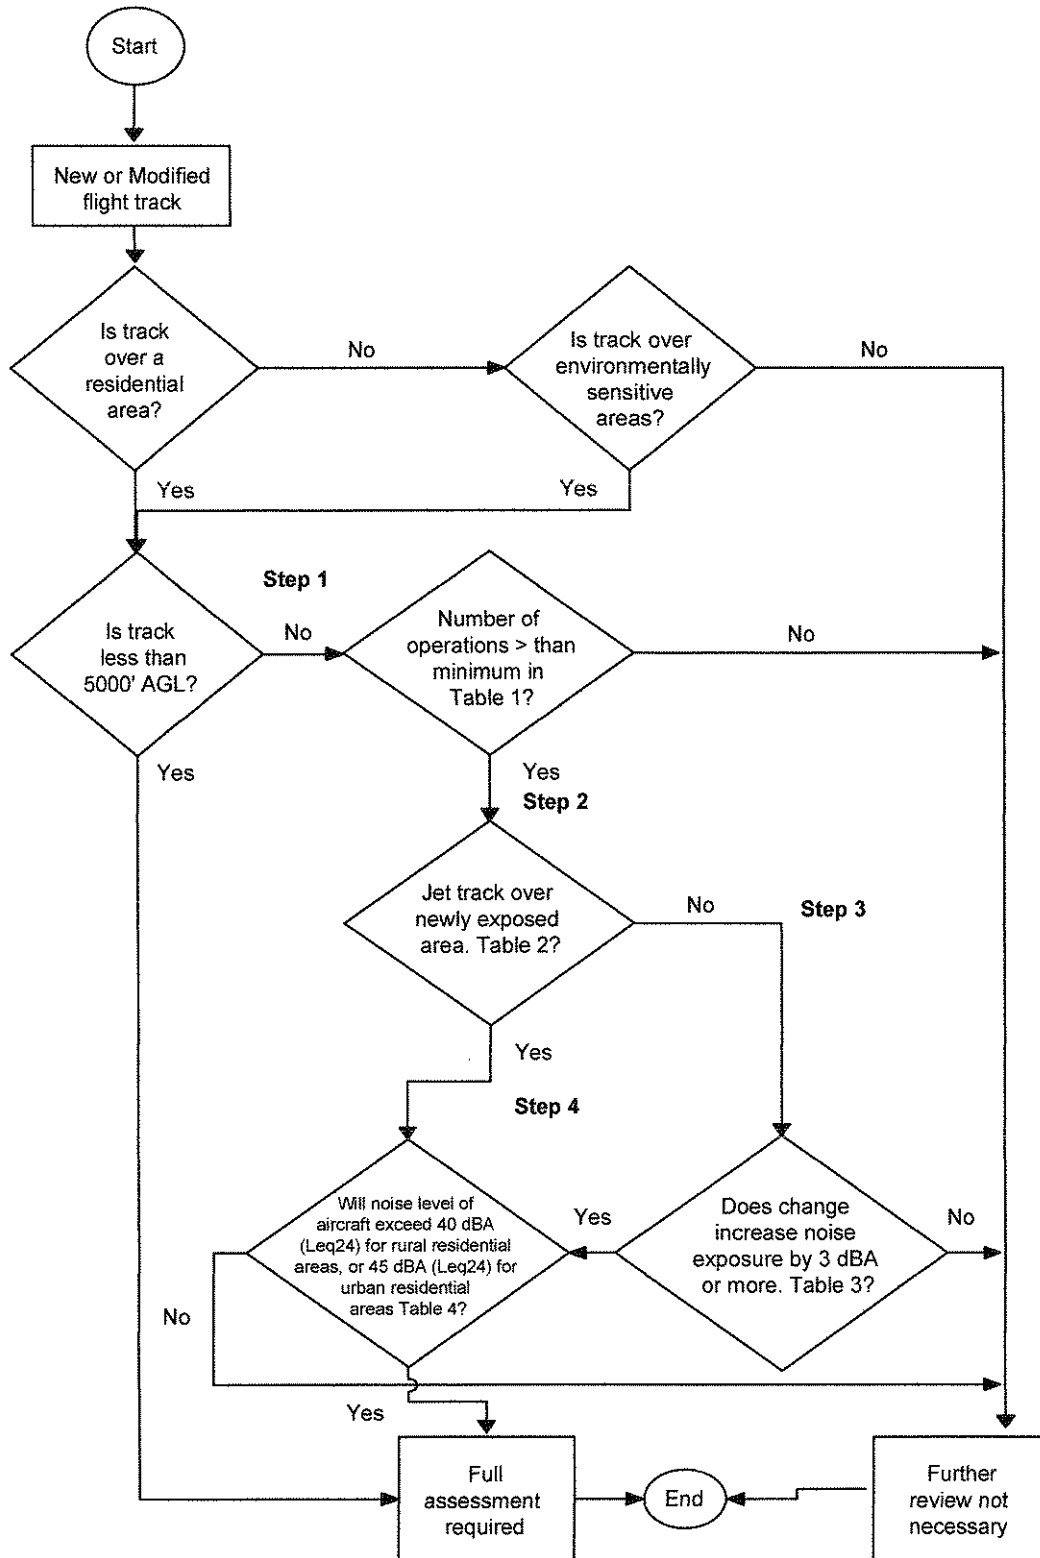 Start
New or Modified
flight track
Is track
over a
residential
area?
No
Is track over
environmentally
sensitive
areas?
No
Yes
Yes
Step 1
Is track
less than
5000' AGL?
No
Number of
operations > than
minimum in
Table 1?
No
Yes
Yes
Step 2
Jet track over
newly exposed
area. Table 2?
No
Step 3
Yes
Step 4
Will noise level of
aircraft exceed 40 dBA
(Leq24) for rural residential
areas, or 45 dBA (Leq24) for
urban residential
areas Table 4?
Yes
Does change
increase noise
exposure by 3 dBA
or more. Table 3?
No
No
Yes
Full
assessment
required
End
Further
review not
necessary